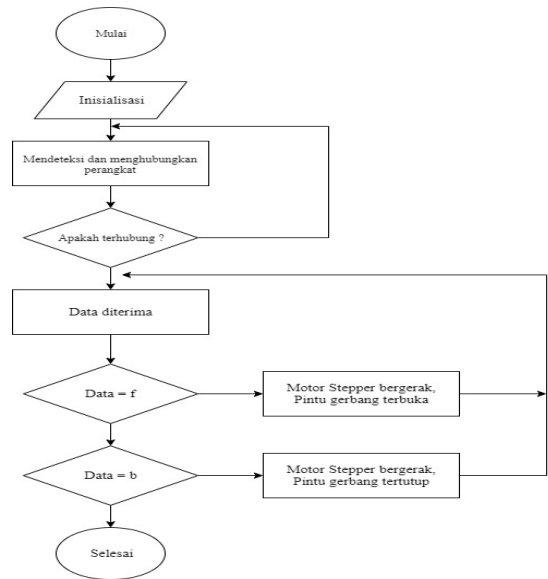 Mulai
Inisialisasi
Mendeteksi dan menghubungkan
perangkat
Apakah terhubung ?
Data diterima
Data = f
Motor Stepper bergerak,
Pintu gerbang terbuka
Data = b
Motor Stepper bergerak,
Pintu gerbang tertutup
Selesai